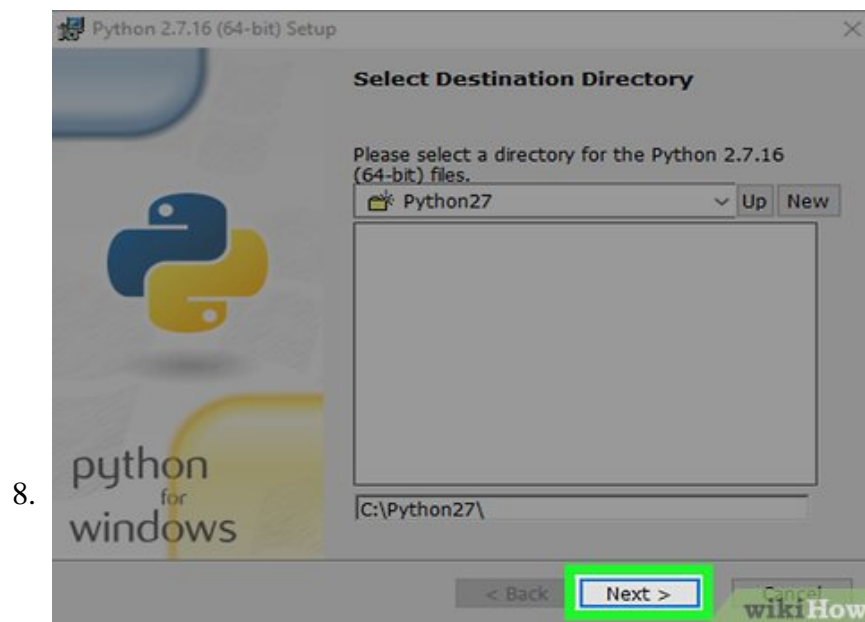 Python 2.7.16 (64-bit) Setup
Select Destination Directory
Please select a directory for the Python 2.7.16
(64-bit) files.
Python27
Up New
8.
python
for
windows
C:\Python27\
< Back Next > Cancel
wikiHow